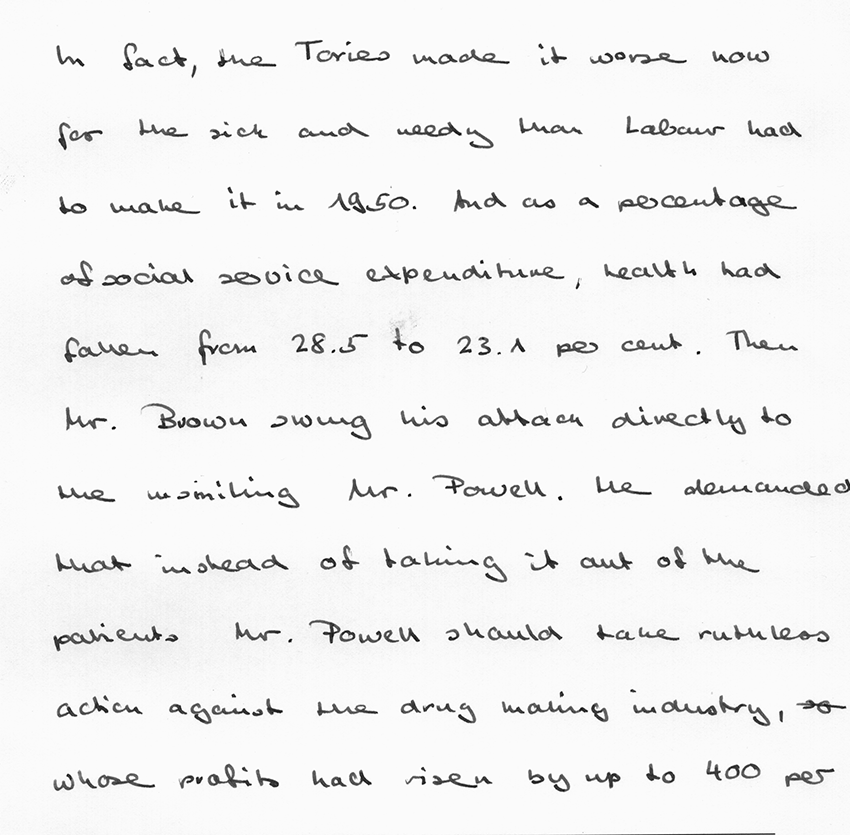 In fact, the Tories made it worse now
for the sick and needy than Labour had
to make it in 1950. And as a percentage
of social service expenditure, health had
fallen from 28.5 to 23.1 per cent. Then
Mr. Brown swung his attack directly to
the unsmiling Mr. Powell. He demanded
that instead of taking it out of the
patients Mr. Powell should take ruthless
action against the drug making industry,
whose profits had risen by up to 400 per